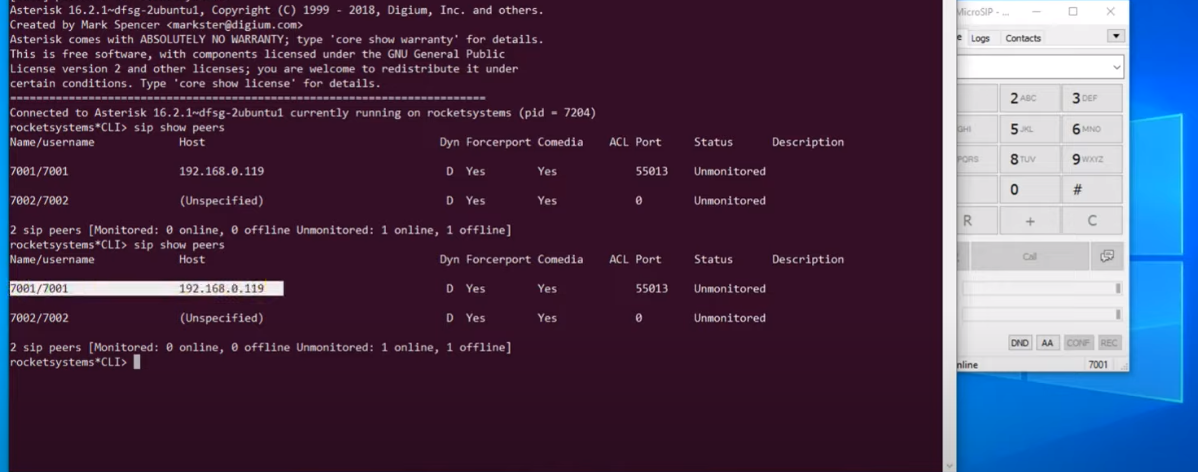 Asterisk 16.2.1~dfsg-2ubuntu1, Copyright (C) 1999 - 2018, Digium, Inc. and others.
Created by Mark Spencer <markster@digium.com>
Asterisk comes with ABSOLUTELY NO WARRANTY; type 'core show warranty' for details.
This is free software, with components licensed under the GNU General Public
License version 2 and other licenses; you are welcome to redistribute it under
certain conditions. Type 'core show license' for details.
=========================================================================
Connected to Asterisk 16.2.1~dfsg-2ubuntu1 currently running on rocketsystems (pid = 7204)
rocketsystems*CLI> sip show peers
Name/username Host Dyn Forcerport Comedia ACL Port Status Description
7001/7001 192.168.0.119 D Yes Yes 55013 Unmonitored
7002/7002 (Unspecified) D Yes Yes 0 Unmonitored
2 sip peers [Monitored: 0 online, 0 offline Unmonitored: 1 online, 1 offline]
rocketsystems*CLI> sip show peers
Name/username Host Dyn Forcerport Comedia ACL Port Status Description
7001/7001 192.168.0.119 D Yes Yes 55013 Unmonitored
7002/7002 (Unspecified) D Yes Yes 0 Unmonitored
2 sip peers [Monitored: 0 online, 0 offline Unmonitored: 1 online, 1 offline]
rocketsystems*CLI>
MicroSIP - ...
e Logs Contacts
2 ABC 3 DEF
GHI 5 JKL 6 MNO
PQRS 8 TUV 9 WXYZ
0 #
R + C
Call
DND AA CONF REC
nline 7001